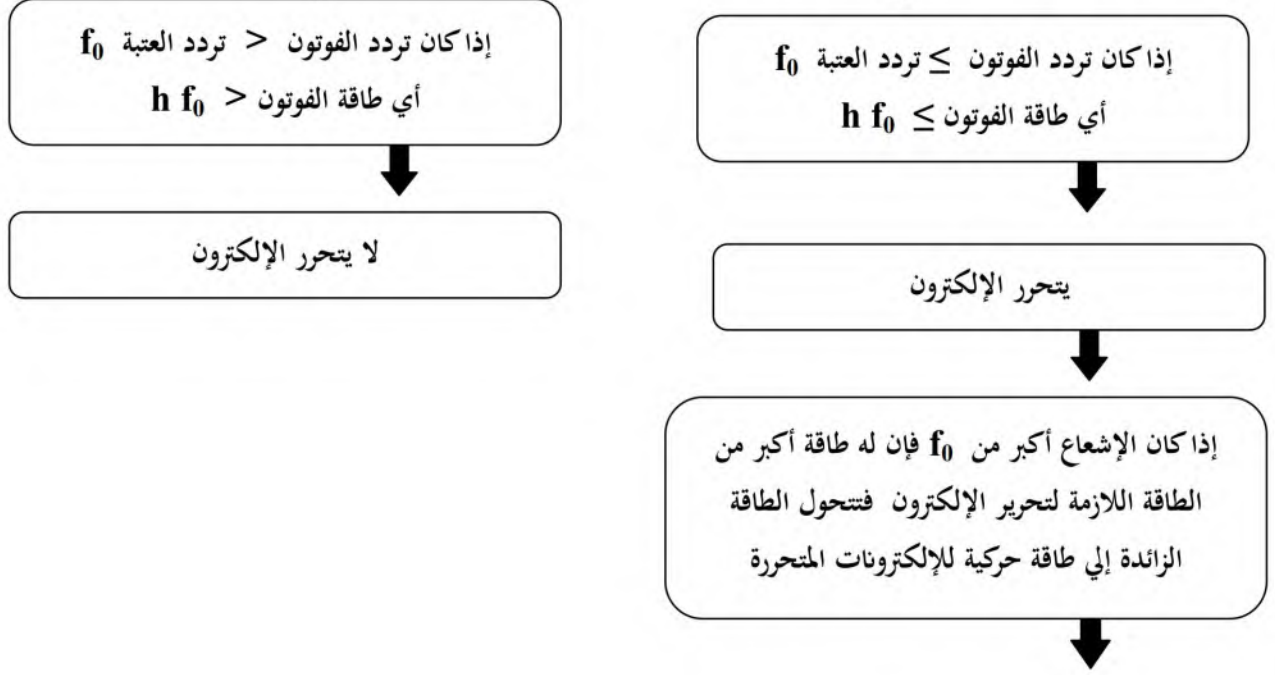 إذا كان تردد الفوتون ≥ تردد العتبة f₀
أي طاقة الفوتون ≥ h f₀
يتحرر الإلكترون
إذا كان الإشعاع أكبر من f₀ فإن له طاقة أكبر من
الطاقة اللازمة لتحرير الإلكترون فتتحول الطاقة
الزائدة إلي طاقة حركية للإلكترونات المتحررة
إذا كان تردد الفوتون < تردد العتبة f₀
أي طاقة الفوتون < h f₀
لا يتحرر الإلكترون